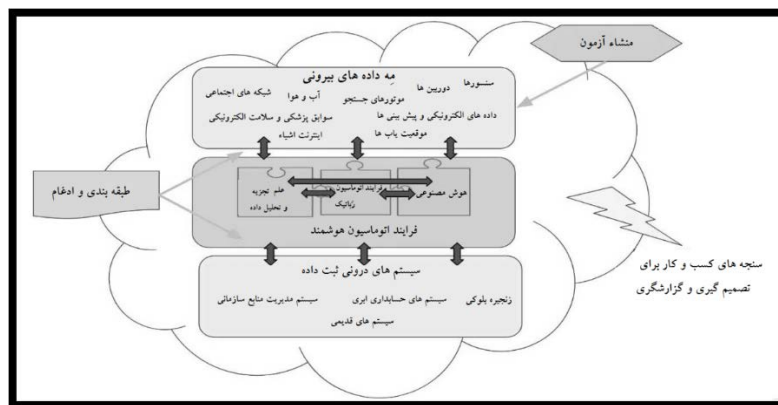 منشاء آزمون
مِه داده های بیرونی
سنسورها
دوربین ها
آب و هوا
شبکه های اجتماعی
موتورهای جستجو
داده های الکترونیکی و پیش بینی ها
سوابق پزشکی و سلامت الکترونیکی
موقعیت یاب ها
اینترنت اشیاء
طبقه بندی و ادغام
هوش مصنوعی
فرایند اتوماسیون
رُباتیک
علم تجزیه
و تحلیل داده
فرایند اتوماسیون هوشمند
سنجه های کسب و کار برای
تصمیم گیری و گزارشگری
سیستم های درونی ثبت داده
زنجیره بلوکی
سیستم های حسابداری ابری
سیستم مدیریت منابع سازمانی
سیستم های قدیمی